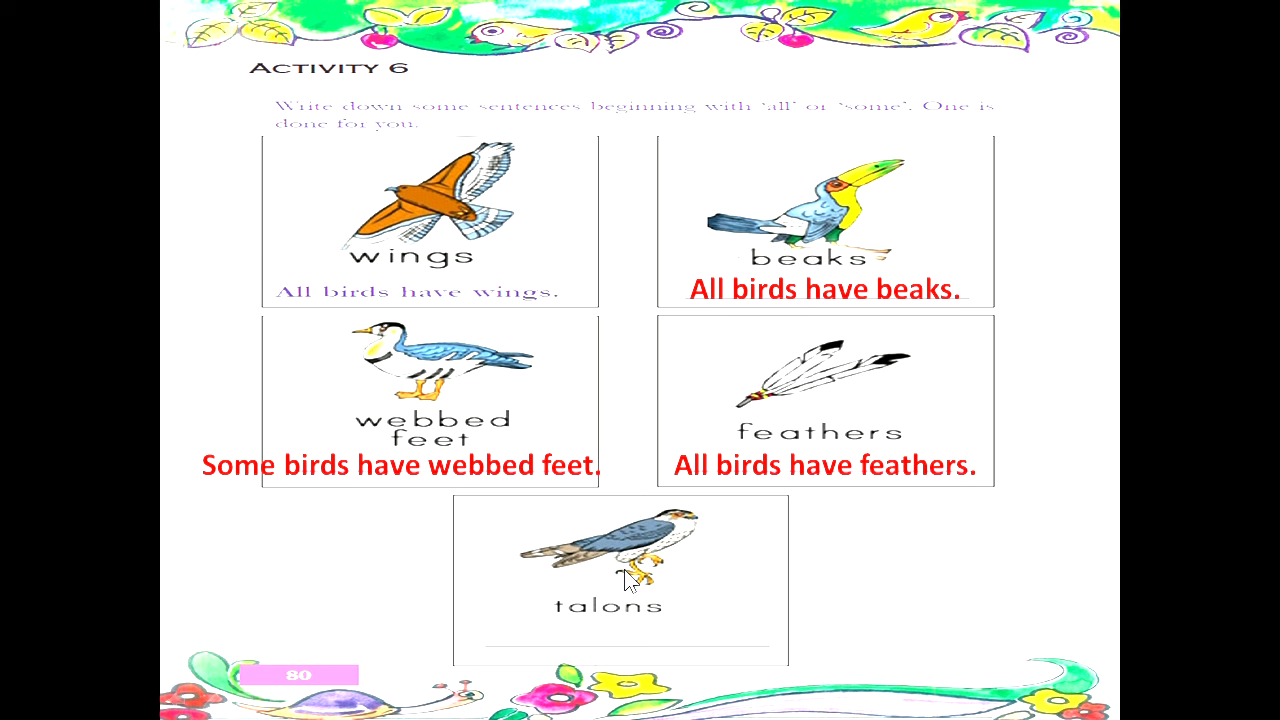 ACTIVITY 6
Write down some sentences beginning with 'all' or 'some'. One is
done for you.
wings
All birds have wings.
beaks
All birds have beaks.
webbed
feet
Some birds have webbed feet.
feathers
All birds have feathers.
talons
80